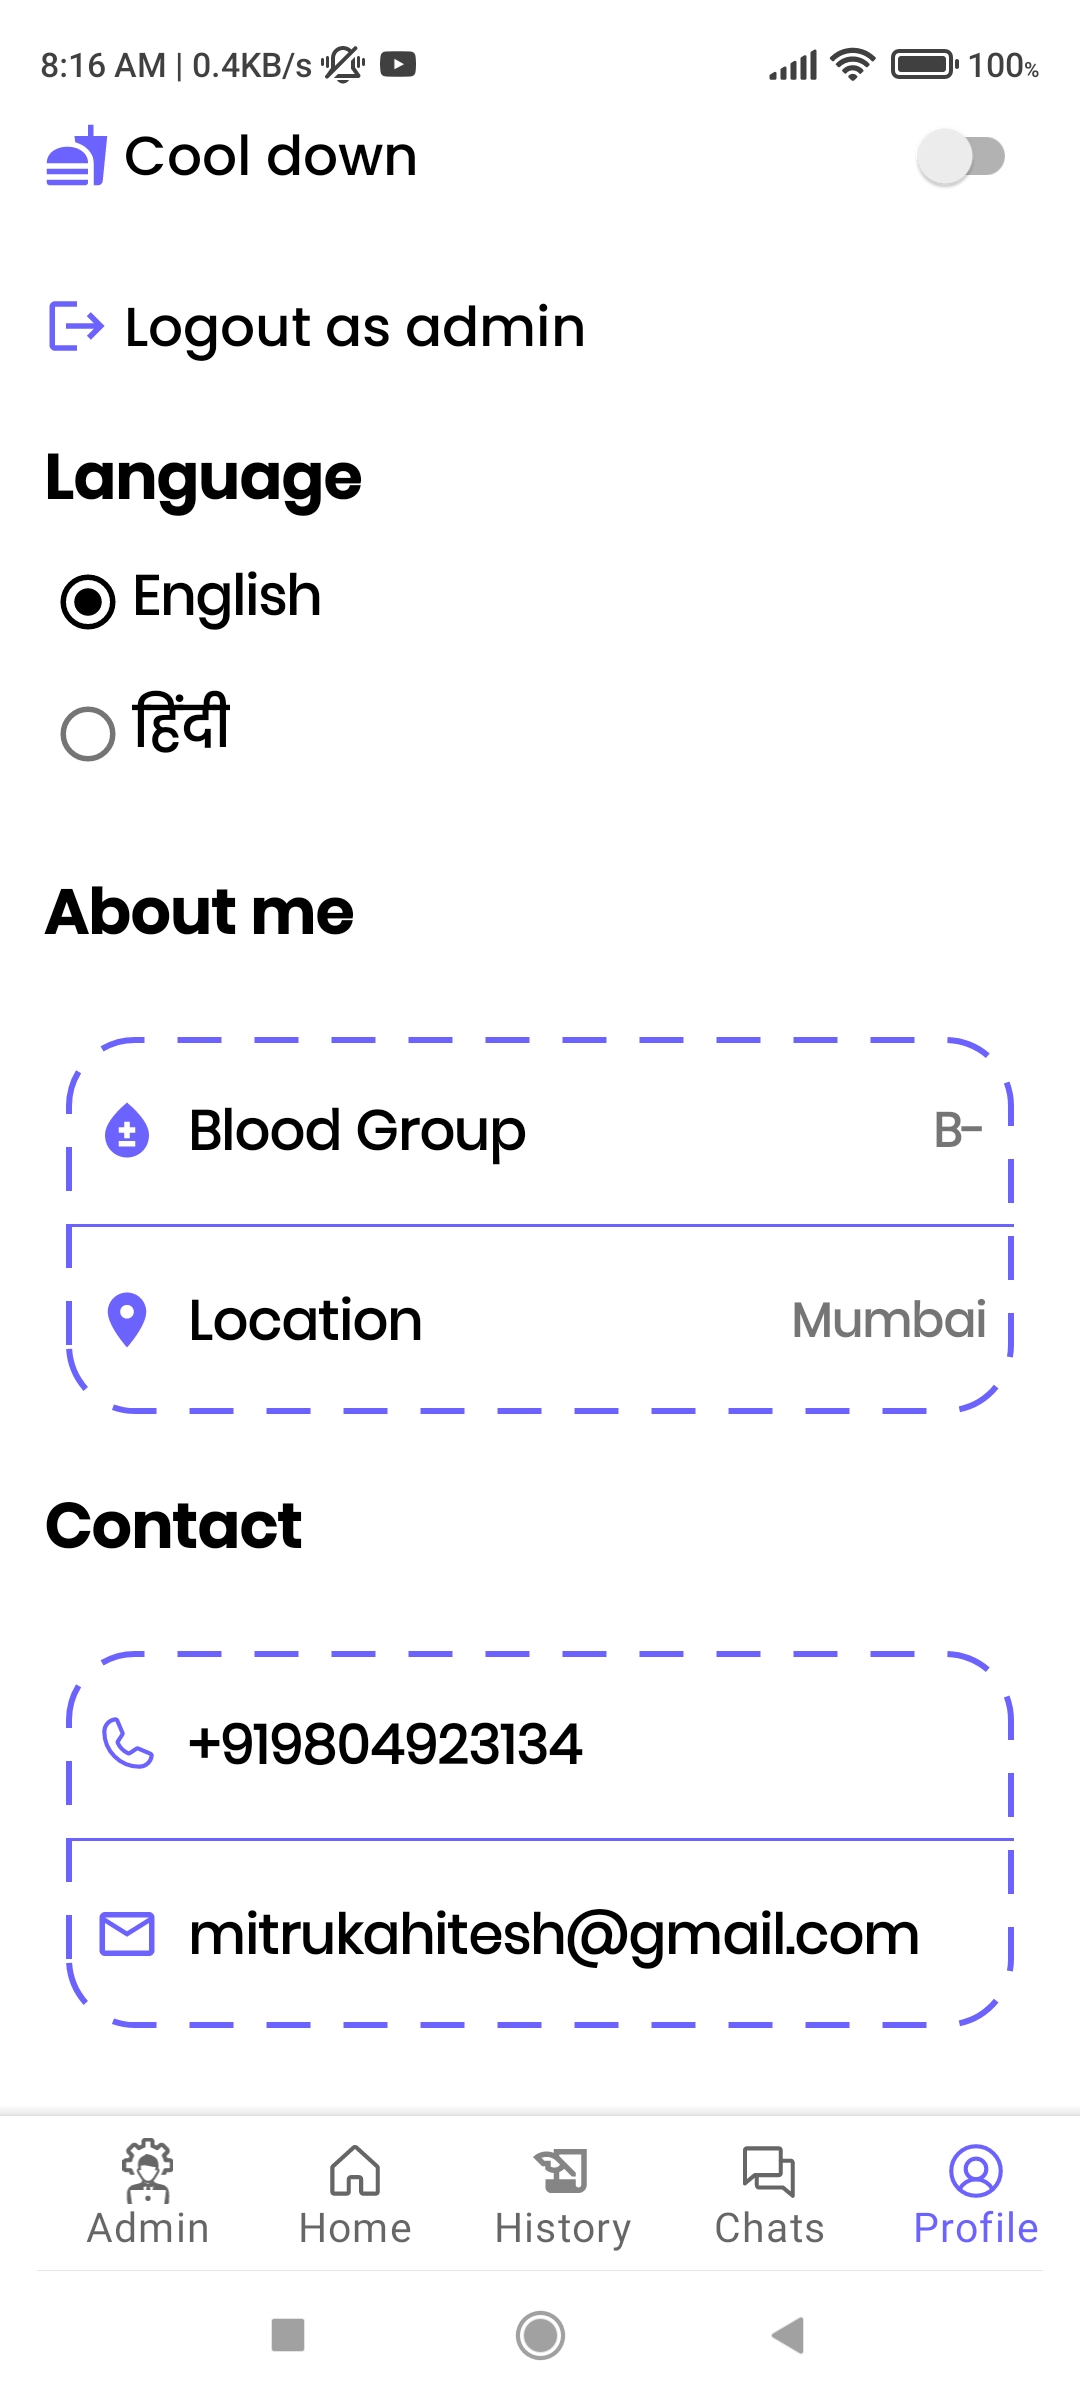 8:16 AM | 0.4KB/s 100%
Cool down
Logout as admin
Language
English
हिंदी
About me
Blood Group B-
Location Mumbai
Contact
+919804923134
mitrukahitesh@gmail.com
Admin Home History Chats Profile